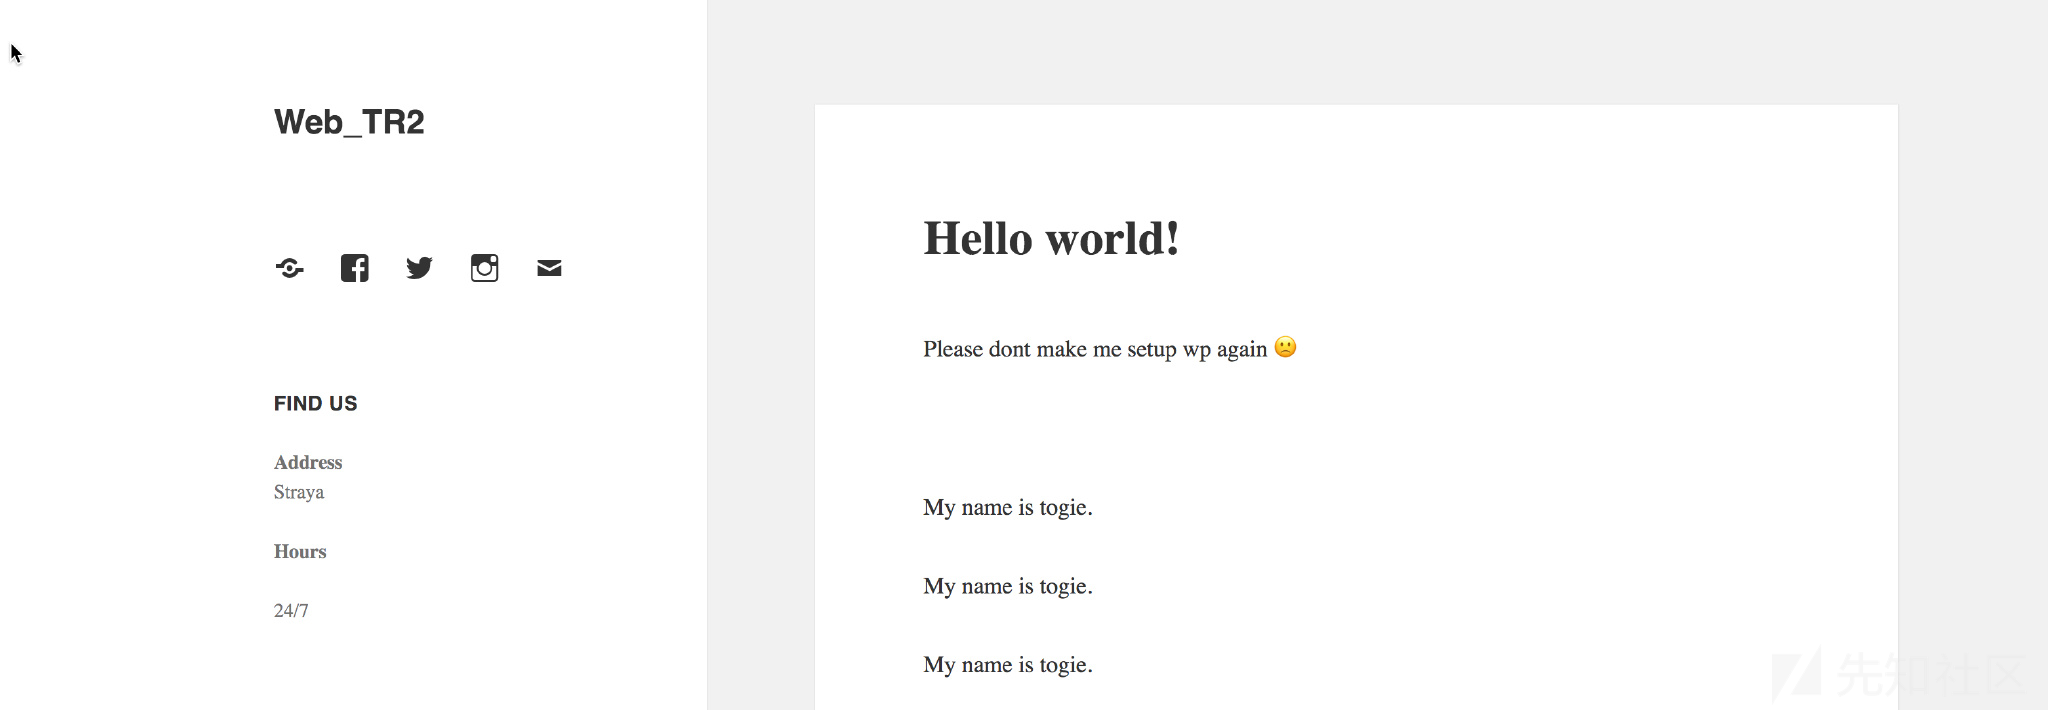 Web_TR2
FIND US
Address
Straya
Hours
24/7
Hello world!
Please dont make me setup wp again 🙁
My name is togie.
My name is togie.
My name is togie.
先知社区